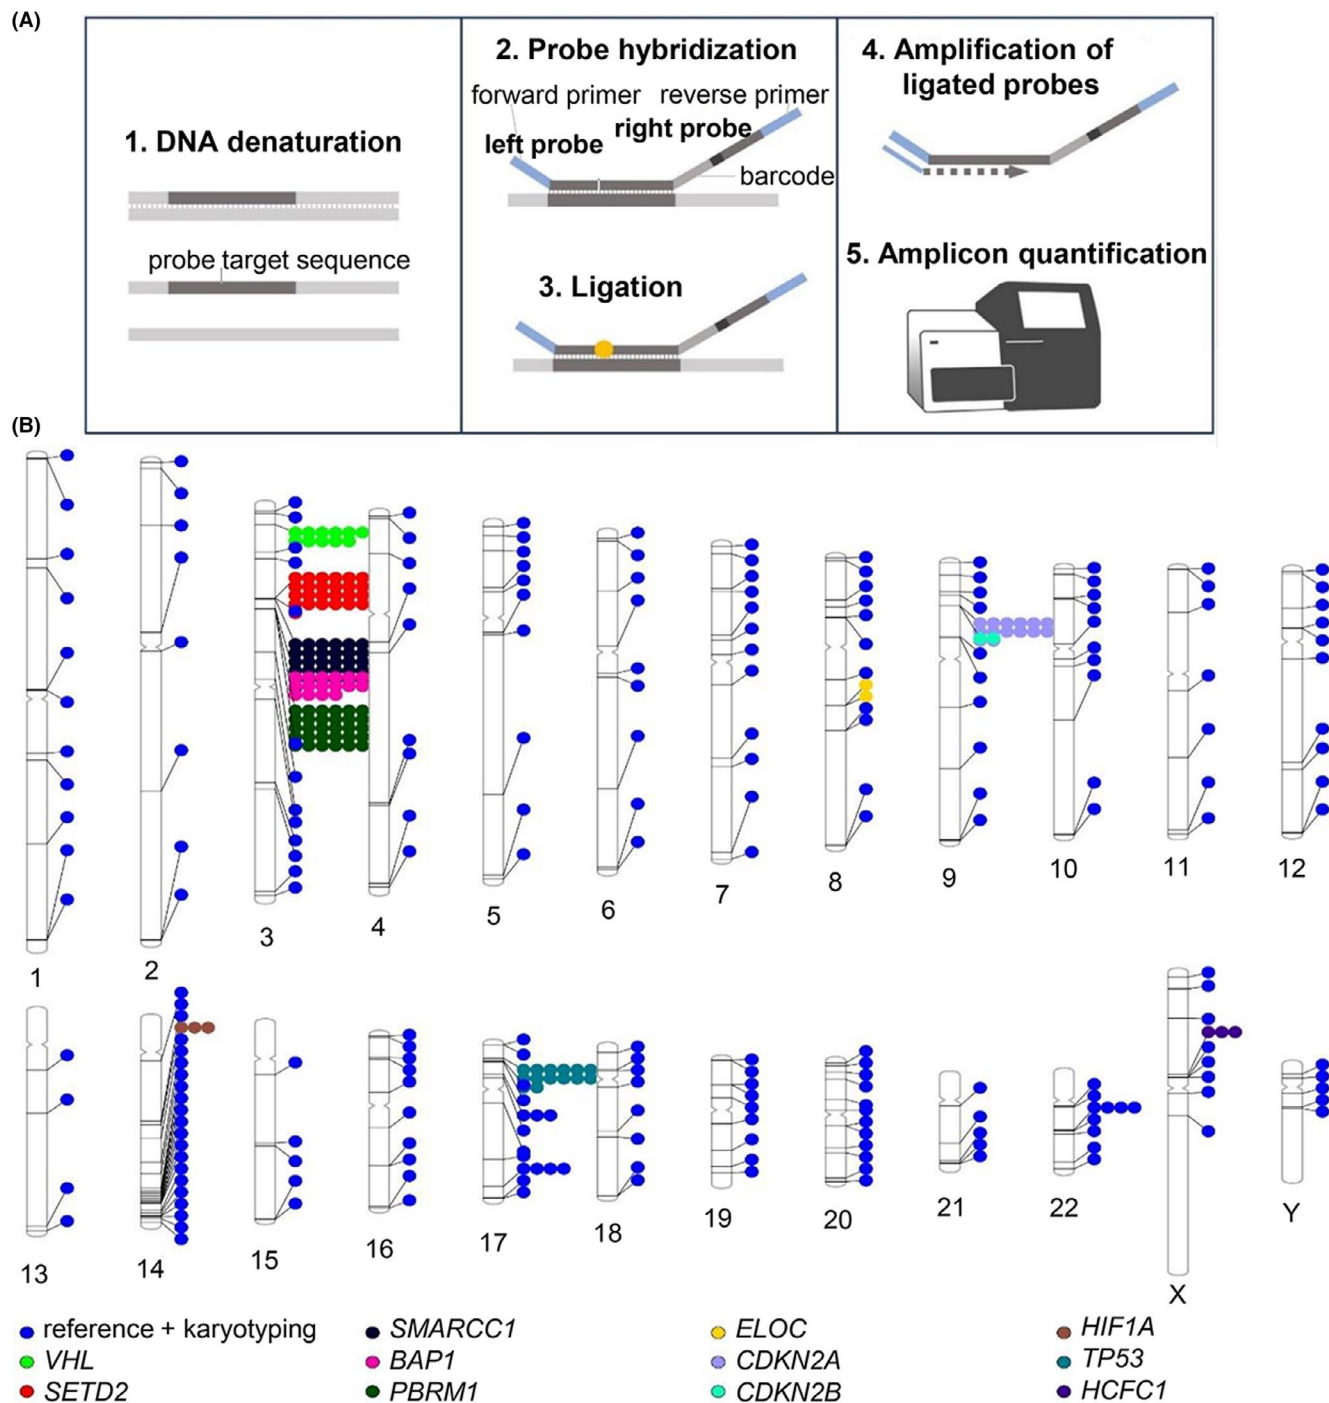 (A)
1. DNA denaturation
probe target sequence
2. Probe hybridization
forward primer reverse primer
right probe
left probe
barcode
3. Ligation
4. Amplification of
ligated probes
5. Amplicon quantification
(B)
1
2
3
4
5
6
7
8
9
10
11
12
13
14
15
16
17
18
19
20
21
22
X
Y
reference + karyotyping
VHL
SETD2
SMARCC1
BAP1
PBRM1
ELOC
CDKN2A
CDKN2B
HIF1A
TP53
HCFC1